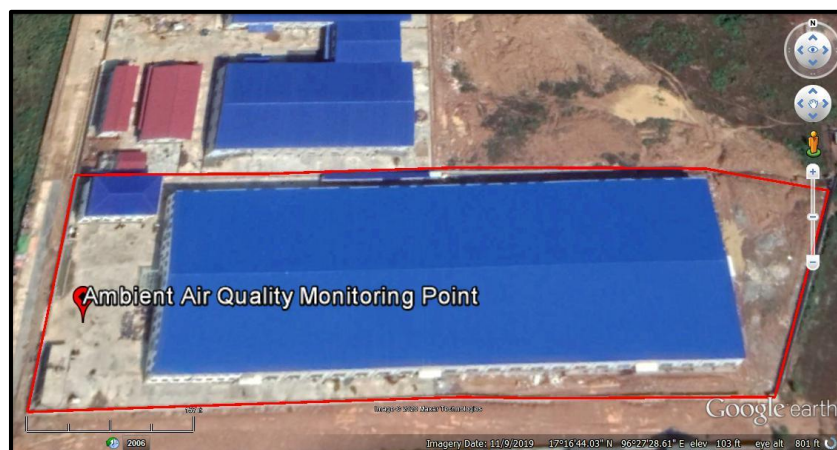 N
Ambient Air Quality Monitoring Point
Google earth
2006
Imagery Date: 11/9/2019 17°16'44.03" N 96°27'28.61" E elev 103 ft eye alt 801 ft